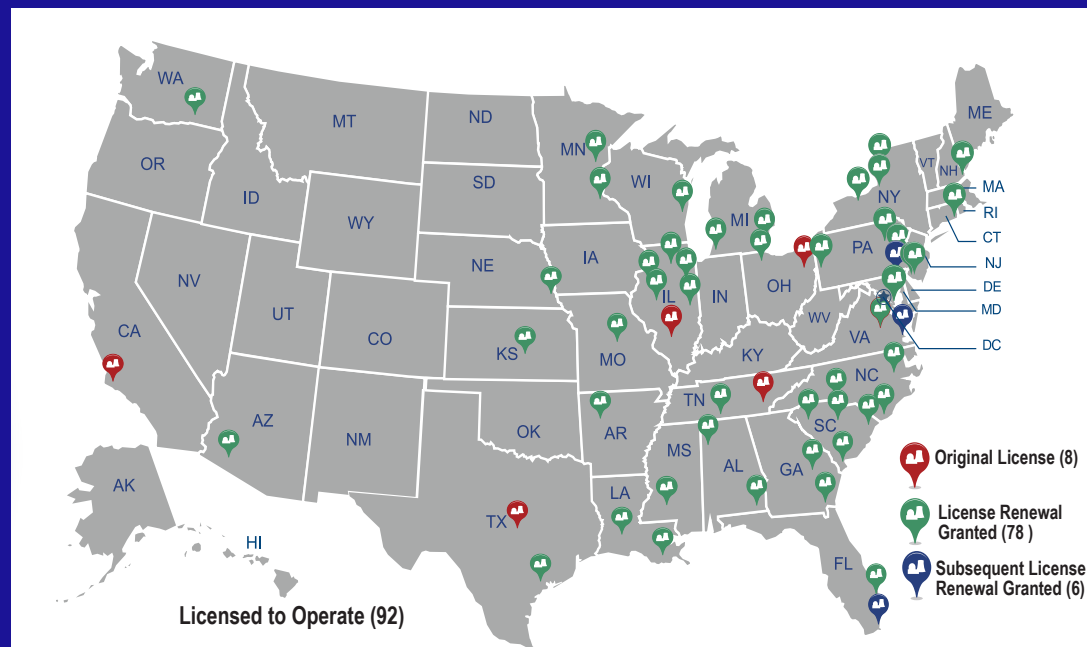 WA
MT
ND
MN
ME
OR
ID
SD
WI
MI
VT
NH
NY
MA
RI
CT
WY
IA
NE
PA
NJ
NV
UT
CO
IL
IN
OH
DE
MD
DC
CA
KS
MO
KY
WV
VA
AZ
NM
OK
AR
TN
NC
SC
MS
AL
GA
LA
TX
AK
HI
FL
Original License (8)
License Renewal
Granted (78 )
Subsequent License
Renewal Granted (6)
Licensed to Operate (92)